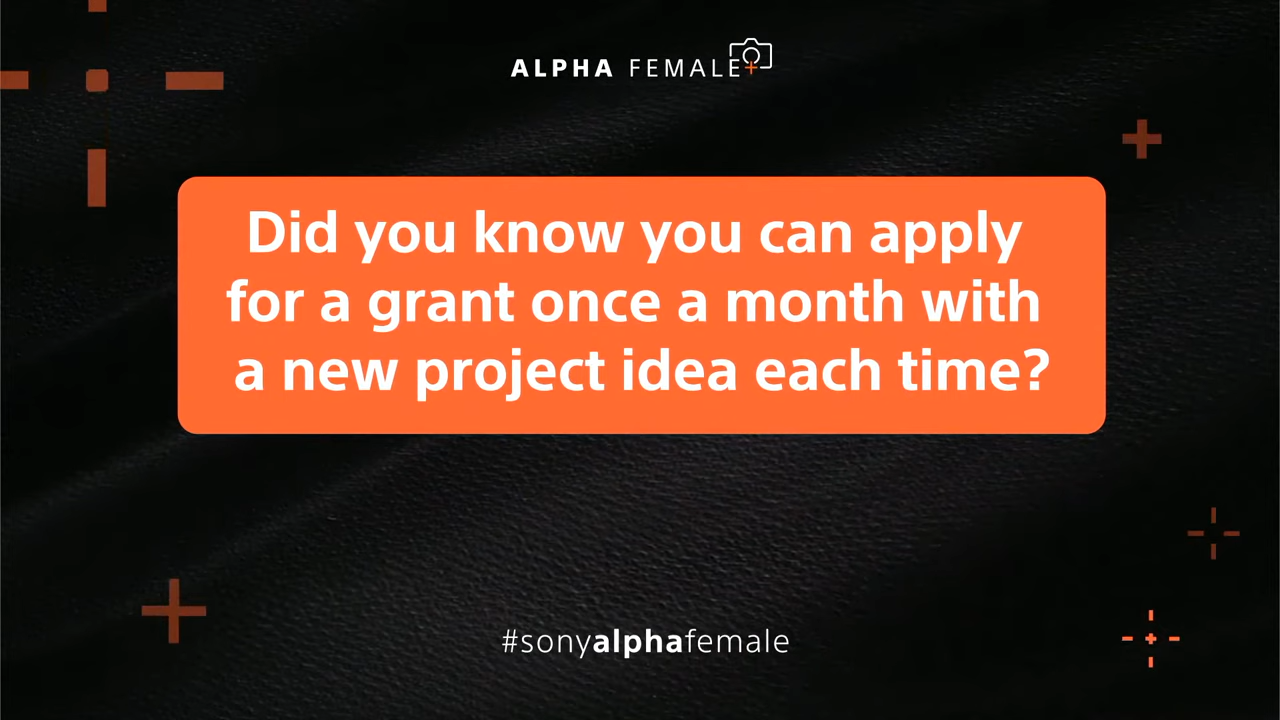 ALPHA FEMALE
Did you know you can apply
for a grant once a month with
a new project idea each time?
#sonyalphafemale